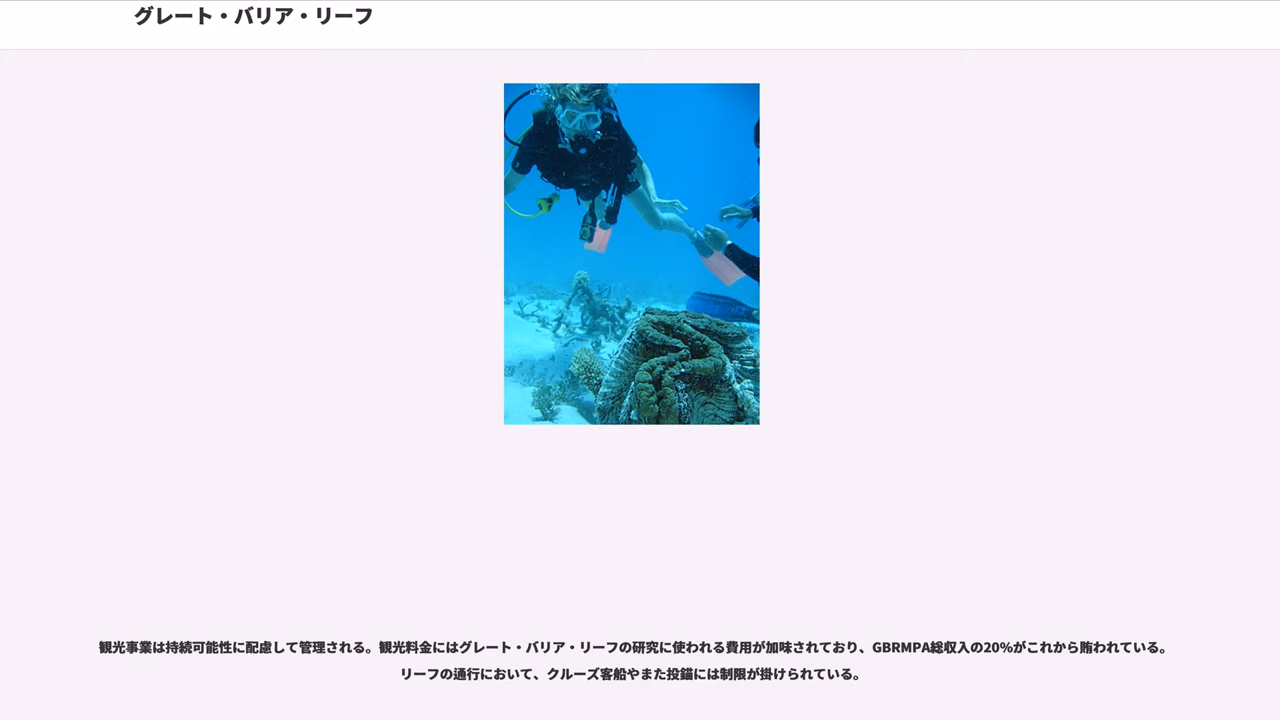 グレート・バリア・リーフ
観光事業は持続可能性に配慮して管理される。観光料金にはグレート・バリア・リーフの研究に使われる費用が加味されており、GBRMPA総収入の20%がこれから賄われている。
リーフの通行において、クルーズ客船やまた投錨には制限が掛けられている。